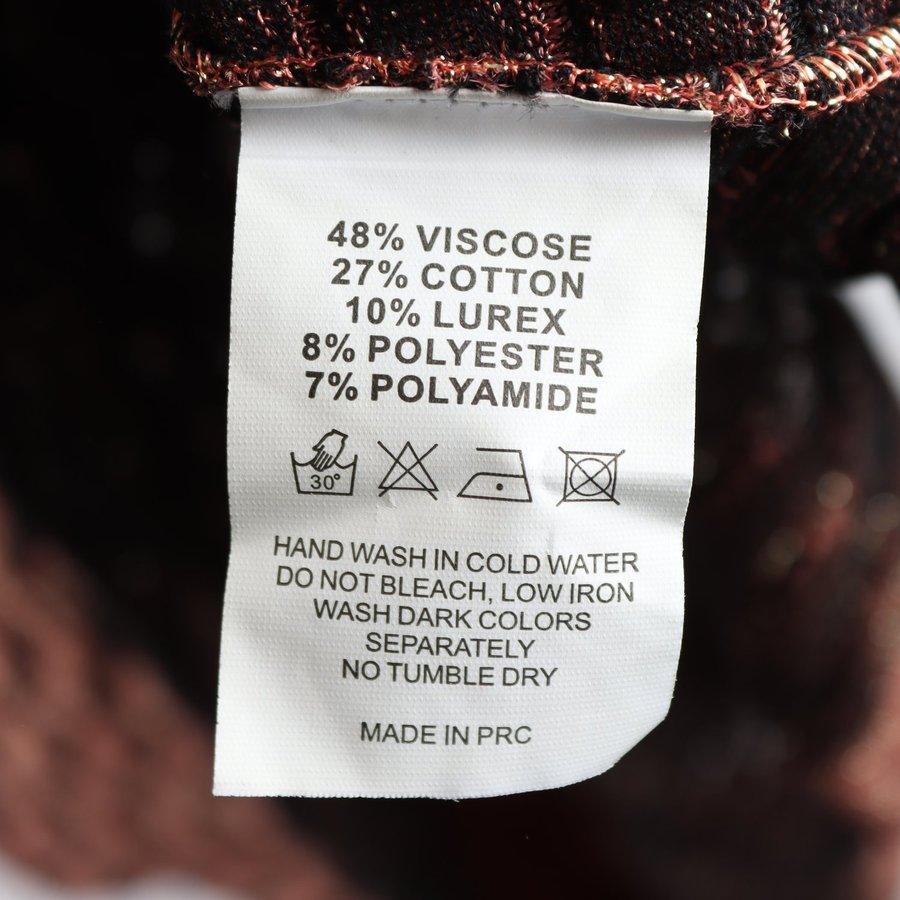 48% VISCOSE
27% COTTON
10% LUREX
8% POLYESTER
7% POLYAMIDE
30°
HAND WASH IN COLD WATER
DO NOT BLEACH, LOW IRON
WASH DARK COLORS
SEPARATELY
NO TUMBLE DRY
MADE IN PRC